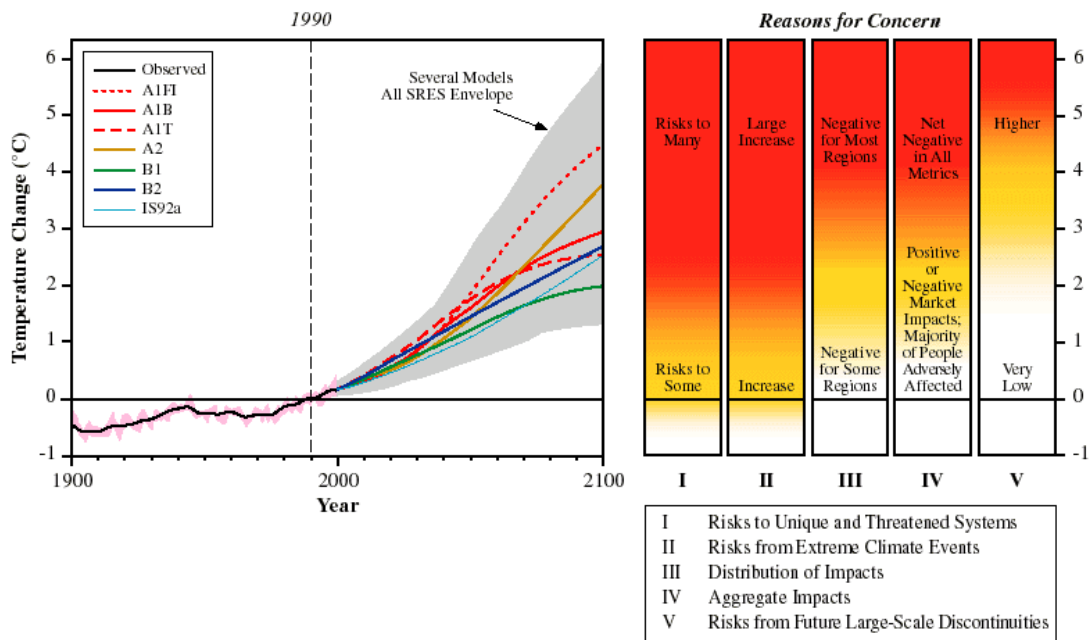 1990
Reasons for Concern
6
5
4
3
2
1
0
-1
Temperature Change (°C)
Observed
A1FI
A1B
A1T
A2
B1
B2
IS92a
Several Models
All SRES Envelope
1900
2000
2100
Year
Risks to
Many
Risks to
Some
Large
Increase
Increase
Negative
for Most
Regions
Negative
for Some
Regions
Net
Negative
in All
Metrics
Positive
or
Negative
Market
Impacts;
Majority
of People
Adversely
Affected
Higher
Very
Low
6
5
4
3
2
1
0
-1
I
II
III
IV
V
I Risks to Unique and Threatened Systems
II Risks from Extreme Climate Events
III Distribution of Impacts
IV Aggregate Impacts
V Risks from Future Large-Scale Discontinuities